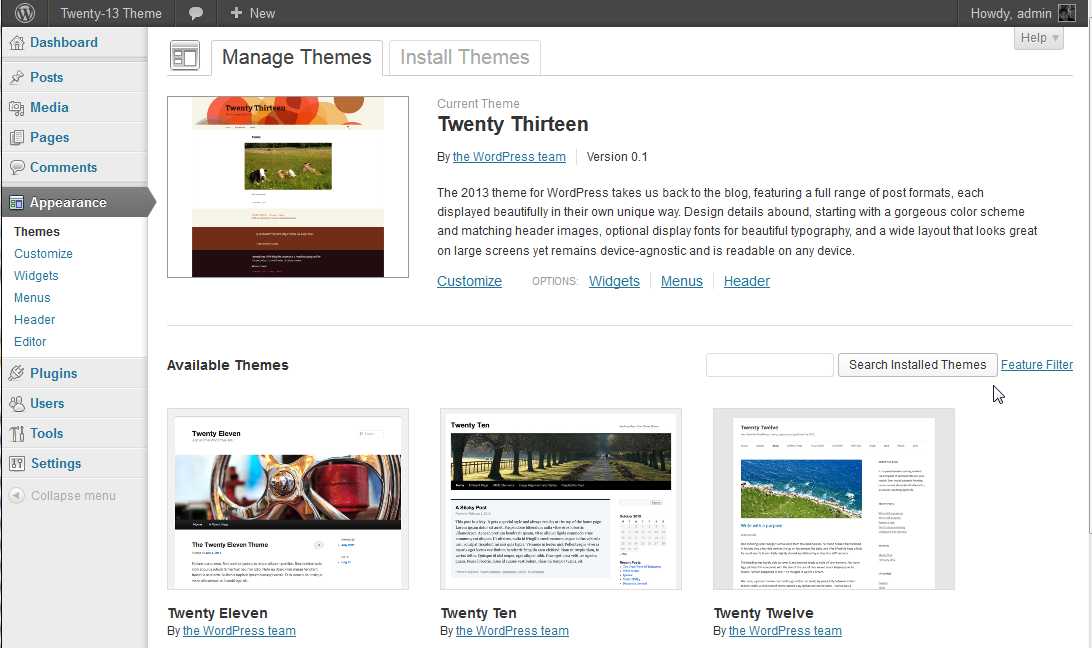 Twenty-13 Theme
New
Howdy, admin
Help
Dashboard
Posts
Media
Pages
Comments
Appearance
Themes
Customize
Widgets
Menus
Header
Editor
Plugins
Users
Tools
Settings
Collapse menu
Manage Themes
Install Themes
Twenty Thirteen
Current Theme
Twenty Thirteen
By the WordPress team
Version 0.1
The 2013 theme for WordPress takes us back to the blog, featuring a full range of post formats, each
displayed beautifully in their own unique way. Design details abound, starting with a gorgeous color scheme
and matching header images, optional display fonts for beautiful typography, and a wide layout that looks great
on large screens yet remains device-agnostic and is readable on any device.
Customize
OPTIONS:
Widgets
Menus
Header
Available Themes
Search Installed Themes
Feature Filter
Twenty Eleven
The Twenty Eleven Theme
Twenty Eleven
By the WordPress team
Twenty Ten
A Sticky Post
Twenty Ten
By the WordPress team
Twenty Twelve
Write with a purpose
Twenty Twelve
By the WordPress team